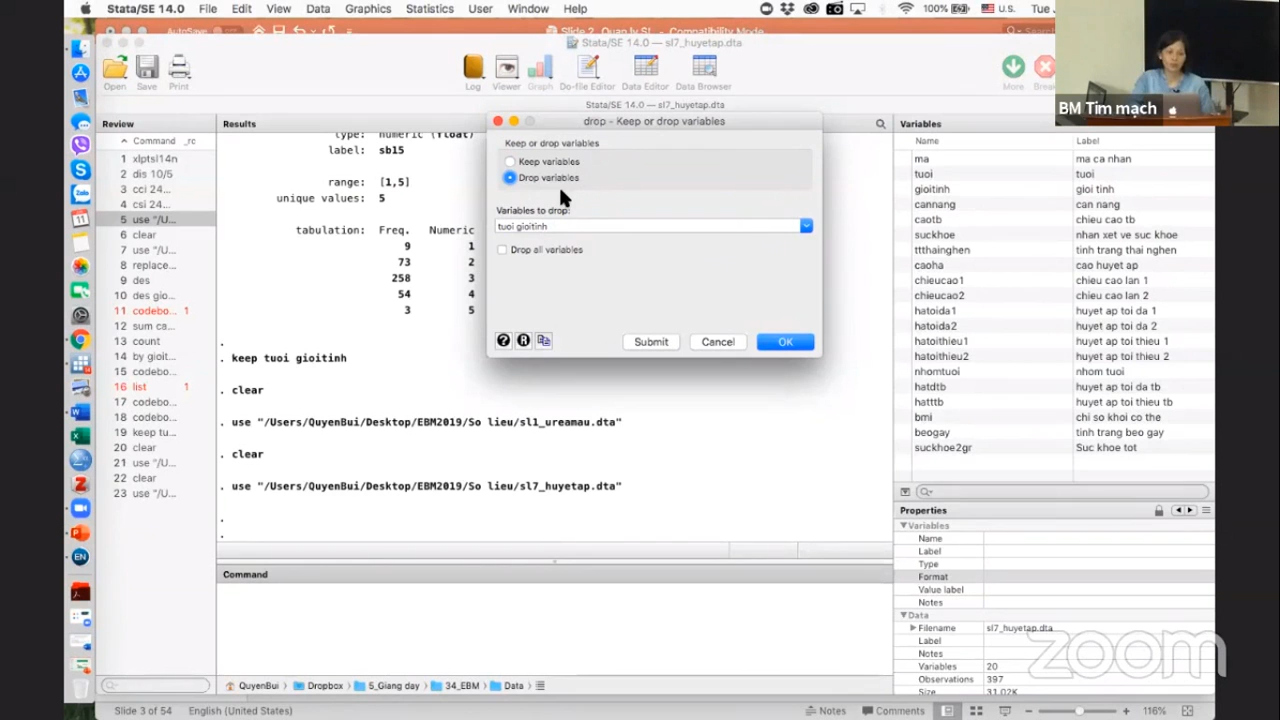 Stata/SE 14.0 File Edit View Data Graphics Statistics User Window Help 100% U.S. Tue
AutoSave
Stata/SE 14.0 — sl7_huyetap.dta
Open Save Print Log Viewer Graph Do-file Editor Data Editor Data Browser More Break
Stata/SE 14.0 — sl7_huyetap.dta
BM Tim mạch
Review
Command _rc
1 xlptsl14n
2 dis 10/5
3 cci 24...
4 csi 24...
5 use "/U...
6 clear
7 use "/U...
8 replace...
9 des
10 des gio...
11 codebo... 1
12 sum ca...
13 count
14 by gioit...
15 codebo...
16 list 1
17 codebo...
18 codebo...
19 keep tu...
20 clear
21 use "/U...
22 clear
23 use "/U...
Results
type: numeric (float)
label: sb15
range: [1,5]
unique values: 5
tabulation: Freq. Numeric
9 1
73 2
258 3
54 4
3 5
.
. keep tuoi gioitinh
. clear
. use "/Users/QuyenBui/Desktop/EBM2019/So lieu/sl1_ureamau.dta"
. clear
. use "/Users/QuyenBui/Desktop/EBM2019/So lieu/sl7_huyetap.dta"
.
.
Command
drop - Keep or drop variables
Keep or drop variables
Keep variables
Drop variables
Variables to drop:
tuoi gioitinh
Drop all variables
? R Submit Cancel OK
Variables
Name Label
ma ma ca nhan
tuoi tuoi
gioitinh gioi tinh
cannang can nang
caotb chieu cao tb
suckhoe nhan xet ve suc khoe
ttthainghen tinh trang thai nghen
caoha cao huyet ap
chieucao1 chieu cao lan 1
chieucao2 chieu cao lan 2
hatoida1 huyet ap toi da 1
hatoida2 huyet ap toi da 2
hatoithieu1 huyet ap toi thieu 1
hatoithieu2 huyet ap toi thieu 2
nhomtuoi nhom tuoi
hatdtb huyet ap toi da tb
hatttb huyet ap toi thieu tb
bmi chi so khoi co the
beogay tinh trang beo gay
suckhoe2gr Suc khoe tot
Properties
Variables
Name
Label
Type
Format
Value label
Notes
Data
Filename sl7_huyetap.dta
Label
Notes
Variables 20
Observations 397
Size 31.02K
zoom
QuyenBui Dropbox 5_Giang day 34_EBM Data
Slide 3 of 54 English (United States) Notes Comments 116%